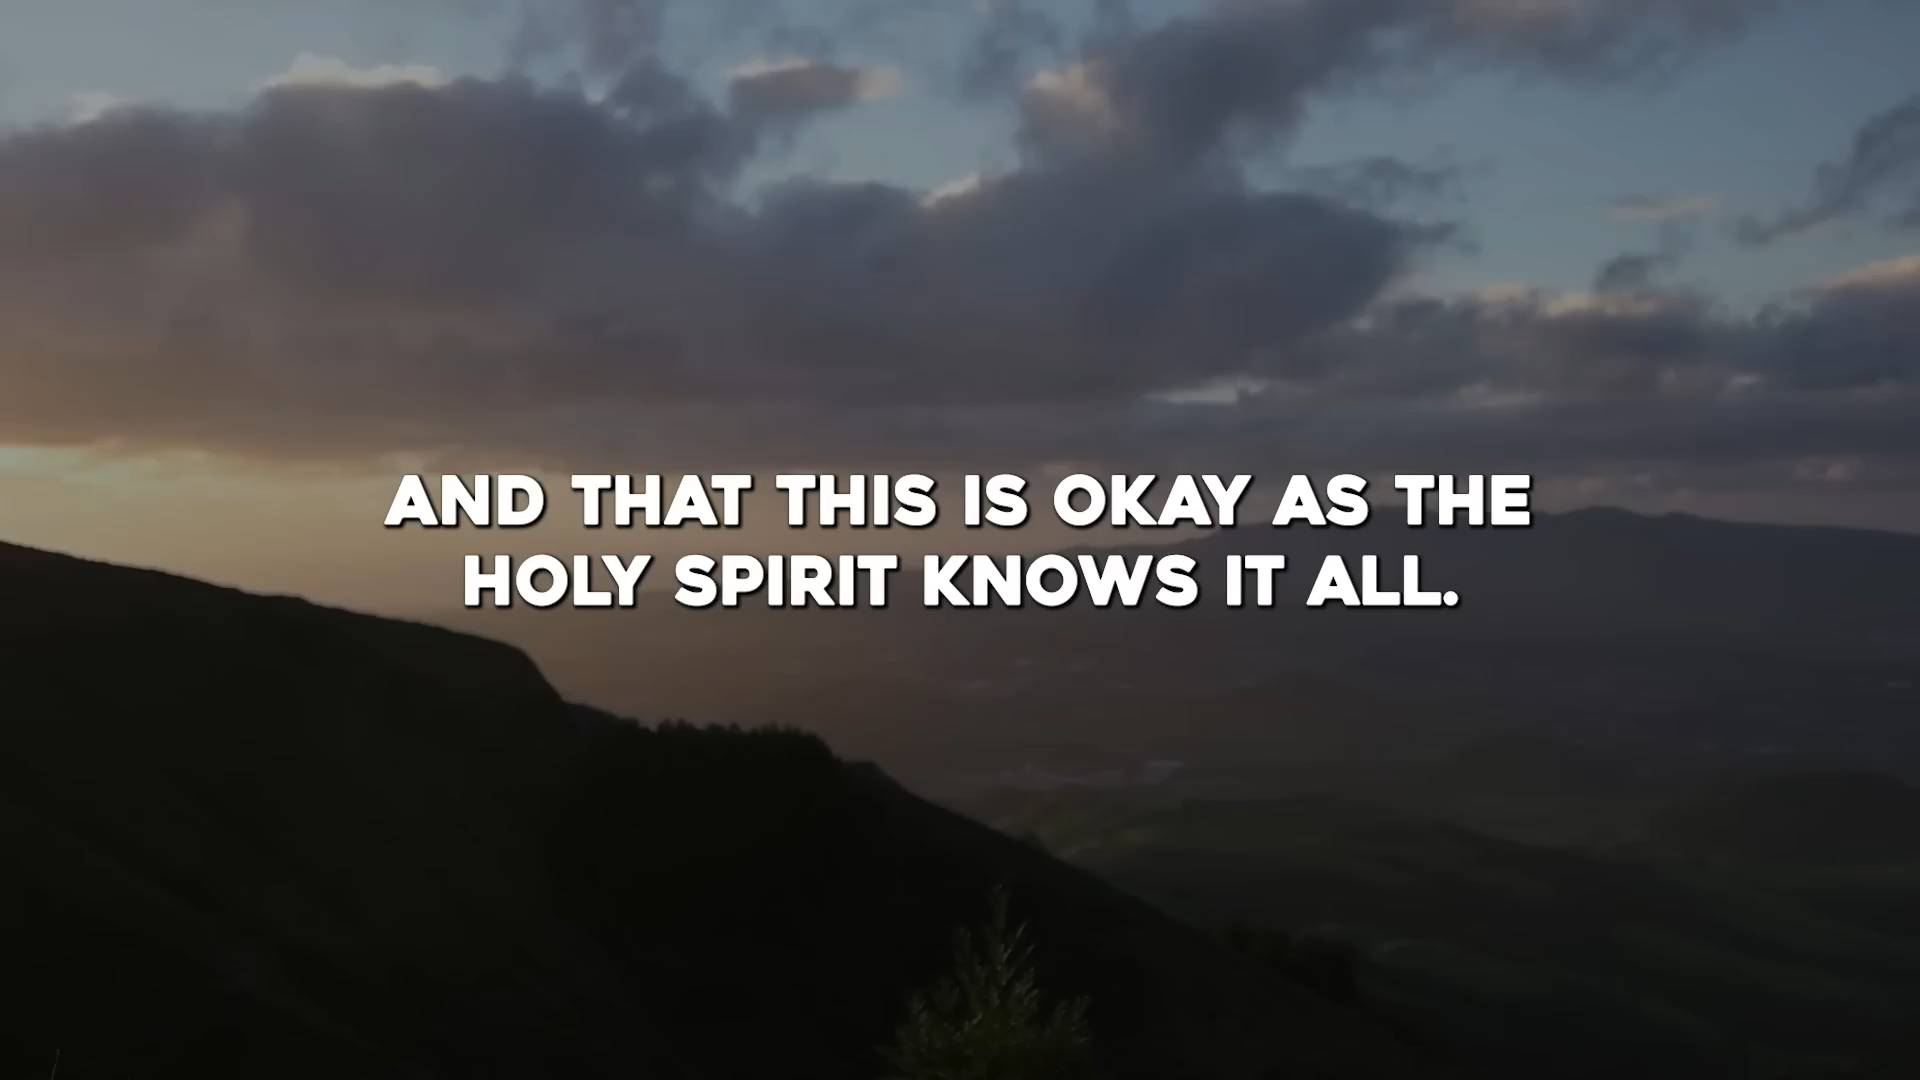 AND THAT THIS IS OKAY AS THE
HOLY SPIRIT KNOWS IT ALL.